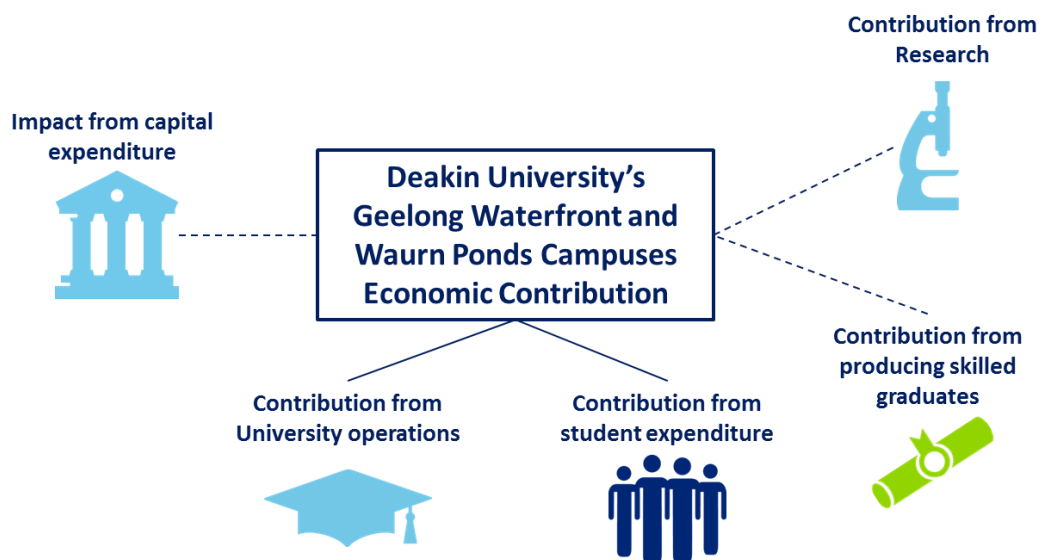 Contribution from
Research
Impact from capital
expenditure
Deakin University's
Geelong Waterfront and
Waurn Ponds Campuses
Economic Contribution
Contribution from
producing skilled
graduates
Contribution from
University operations
Contribution from
student expenditure